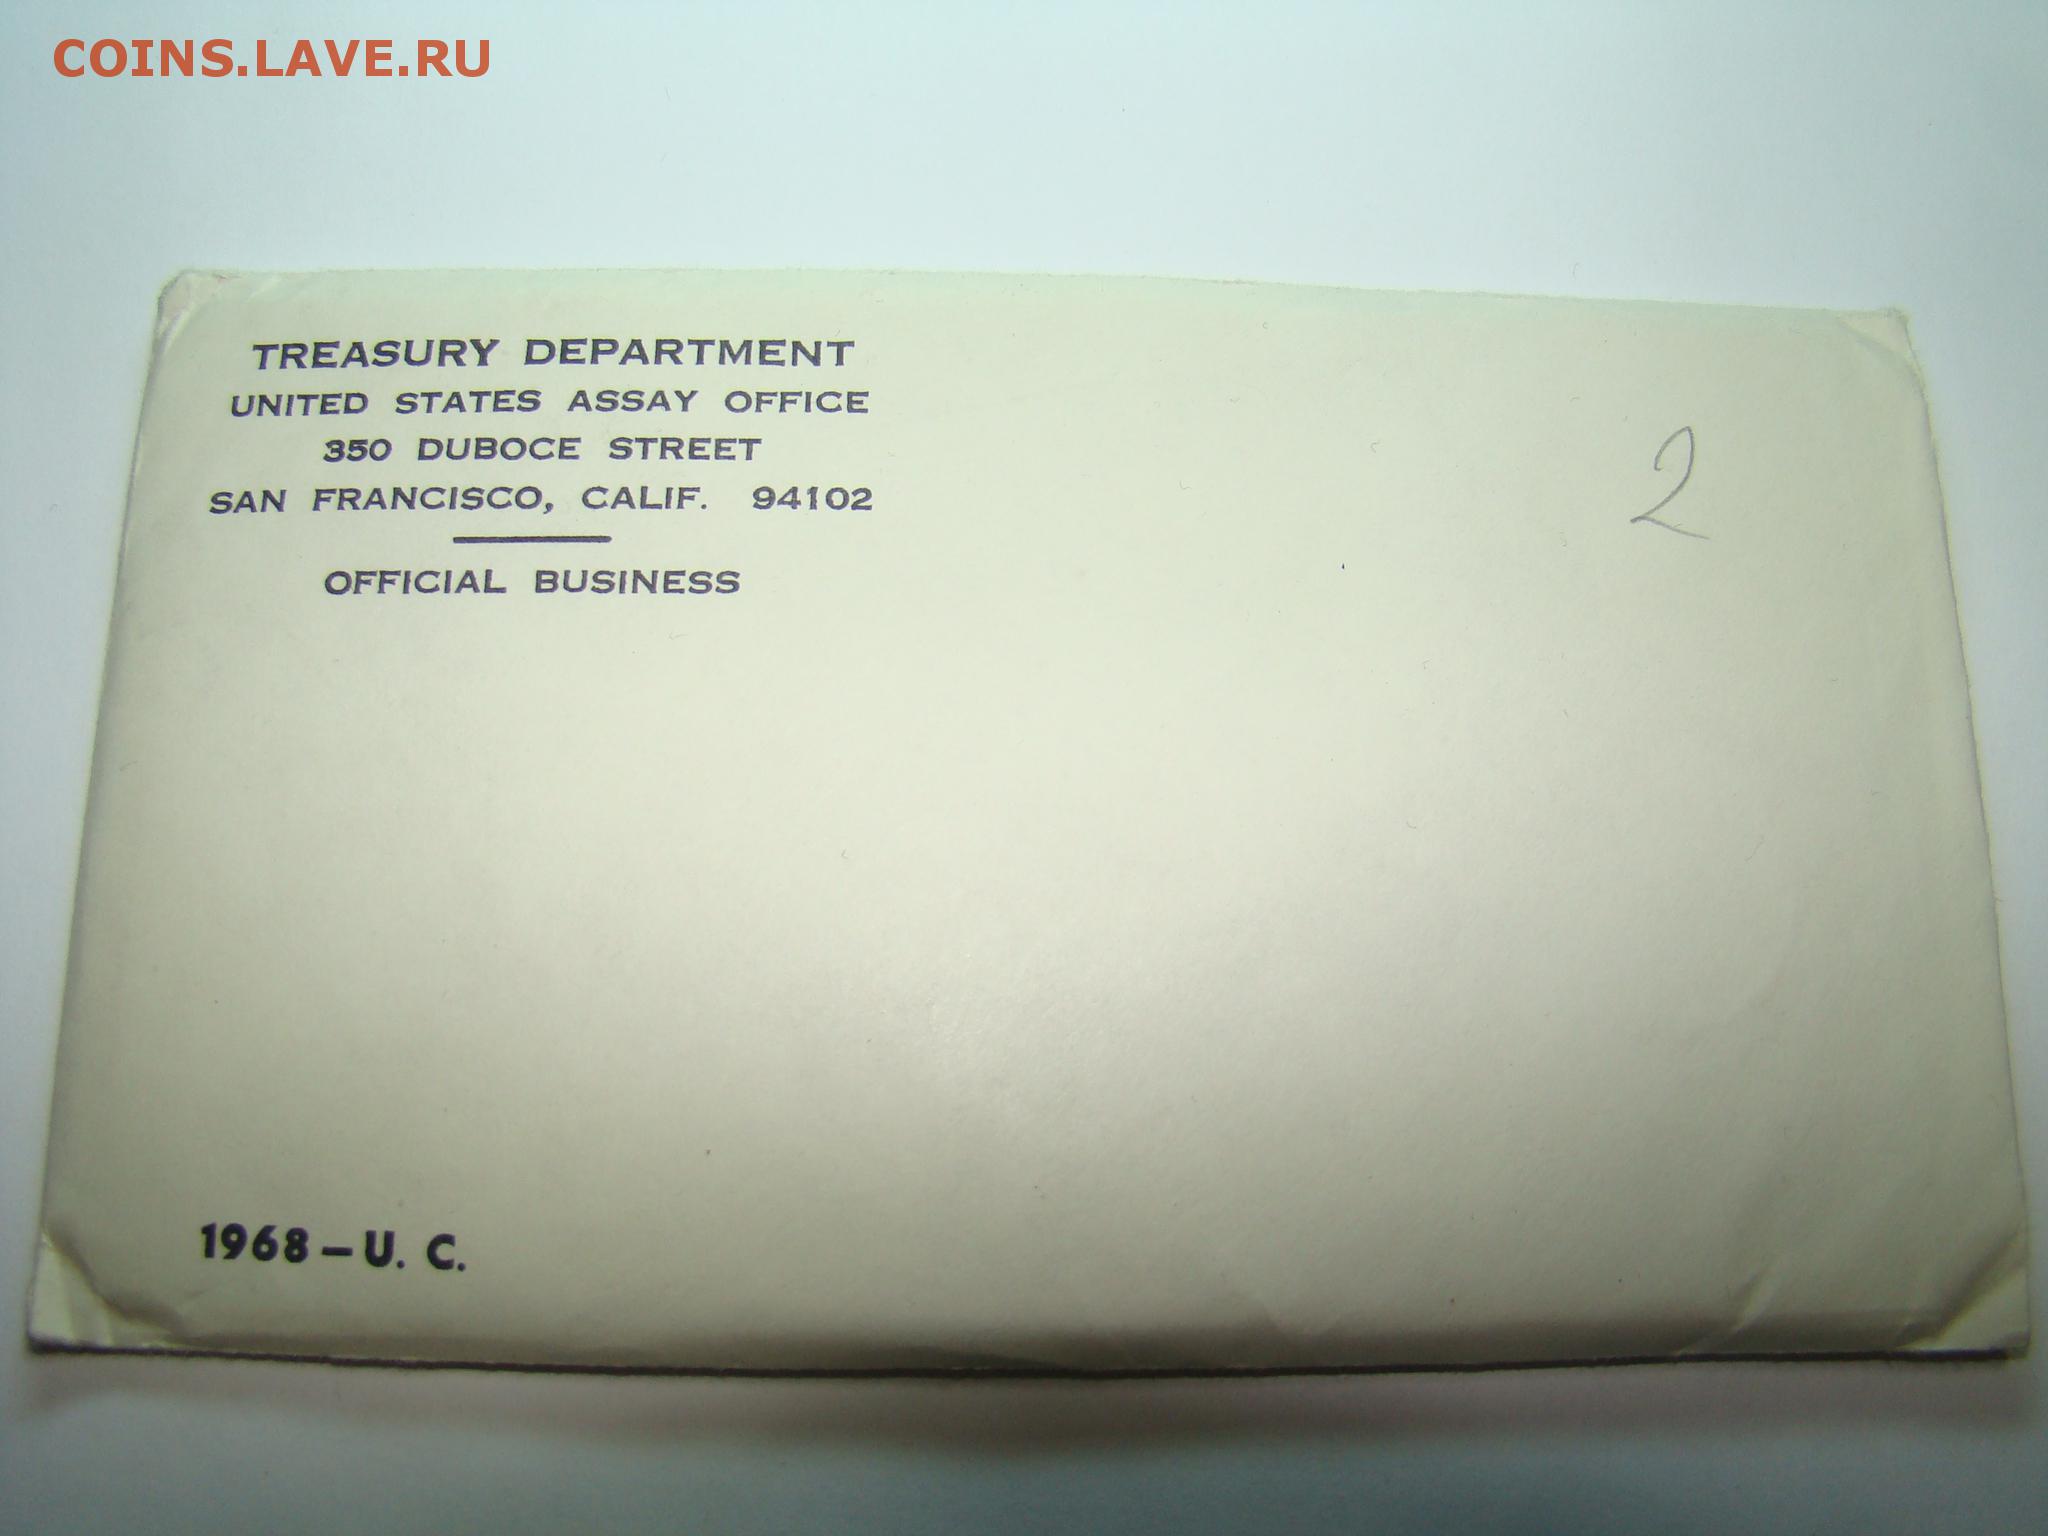 COINS.LAVE.RU
TREASURY DEPARTMENT
UNITED STATES ASSAY OFFICE
350 DUBOCE STREET
SAN FRANCISCO, CALIF. 94102
OFFICIAL BUSINESS
2
1968 – U. C.